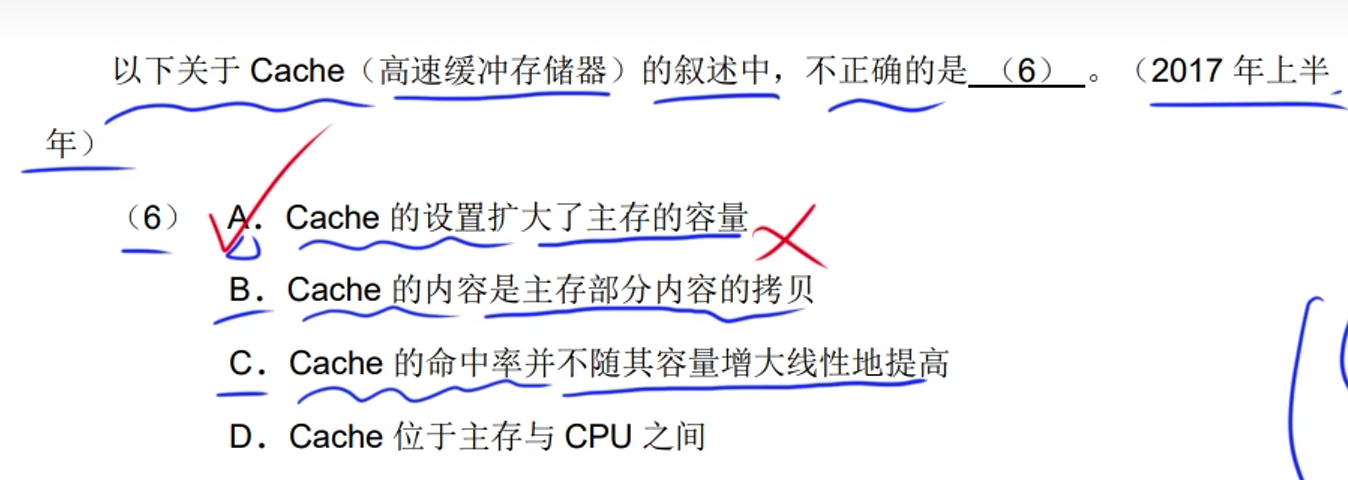 以下关于 Cache（高速缓冲存储器）的叙述中，不正确的是（6）。（2017 年上半
年）
（6） A．Cache 的设置扩大了主存的容量
B．Cache 的内容是主存部分内容的拷贝
C．Cache 的命中率并不随其容量增大线性地提高
D．Cache 位于主存与 CPU 之间